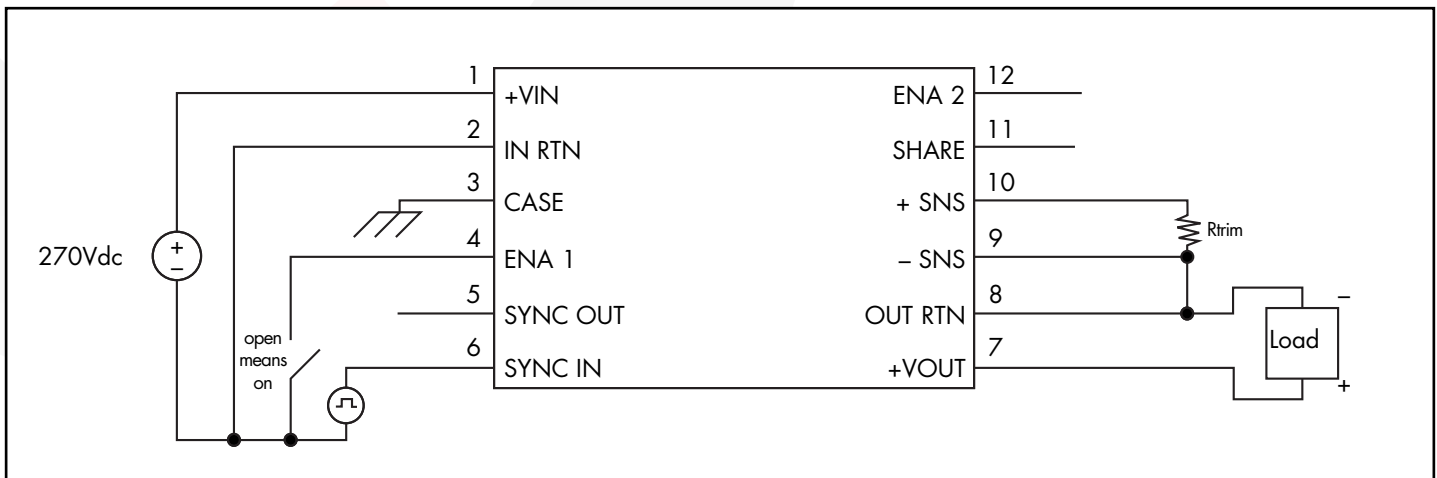 1
+VIN
2
IN RTN
3
CASE
4
ENA 1
5
SYNC OUT
6
SYNC IN
12
ENA 2
11
SHARE
10
+ SNS
9
– SNS
8
OUT RTN
7
+VOUT
270Vdc
+
–
open
means
on
Rtrim
–
Load
+